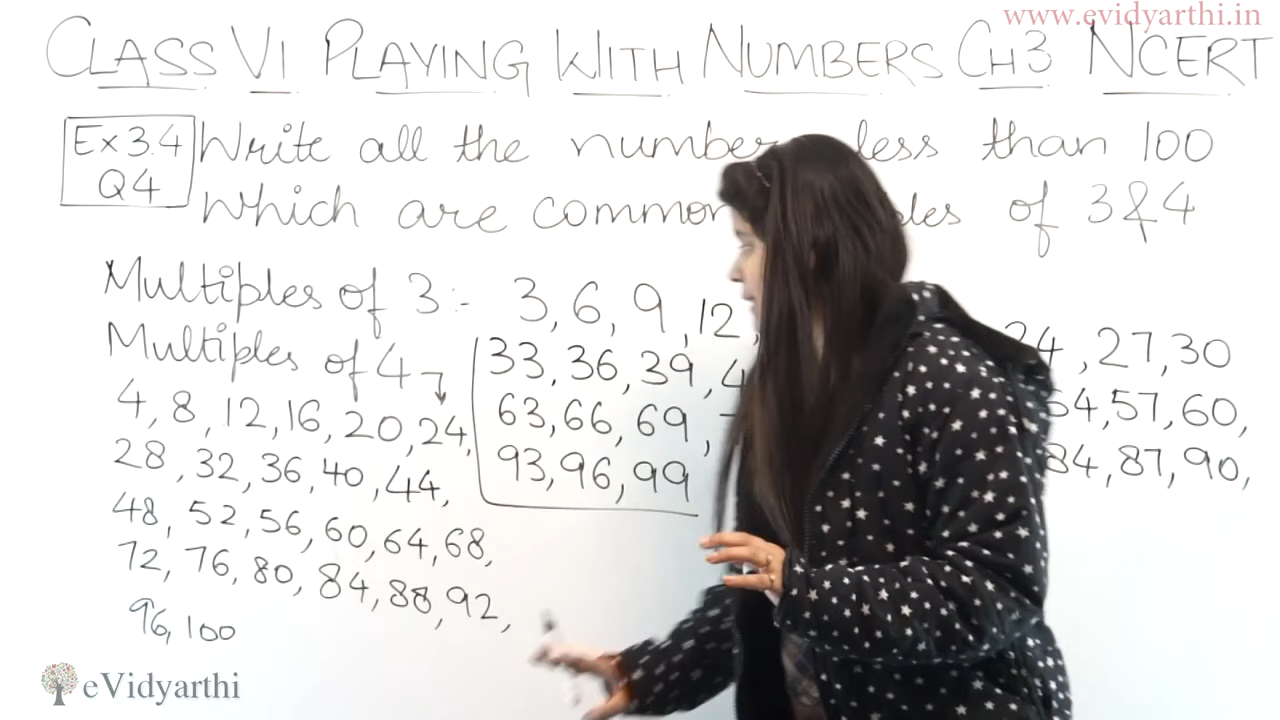 www.evidyarthi.in
CLASS VI PLAYING WITH NUMBERS CH3 NCERT
Ex 3.4 Write all the number less than 100
Q4 which are common of 3 & 4
Multiples of 3 :- 3, 6, 9, 12, 24, 27, 30
33, 36, 39, 54, 57, 60,
63, 66, 69, 84, 87, 90,
93, 96, 99
Multiples of 4
4, 8, 12, 16, 20, 24,
28, 32, 36, 40, 44,
48, 52, 56, 60, 64, 68,
72, 76, 80, 84, 88, 92,
96, 100
eVidyarthi